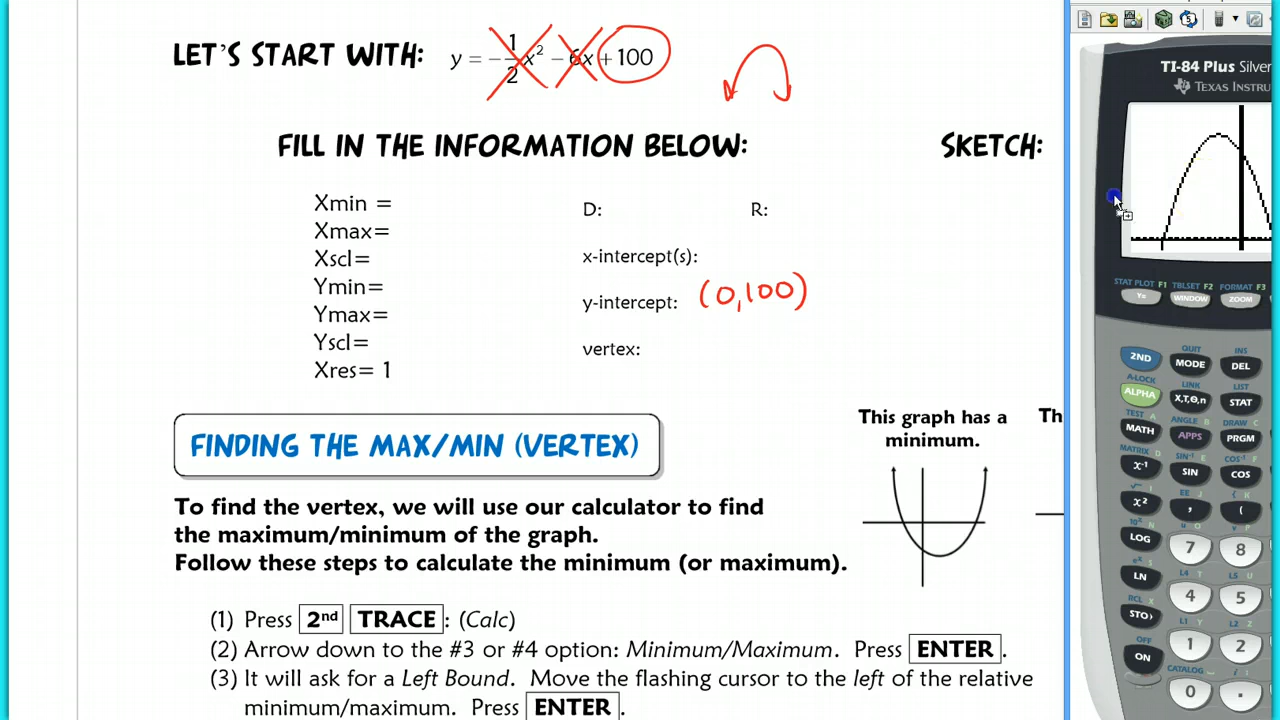 LET'S START WITH: y = -1/2x² - 6x + 100
FILL IN THE INFORMATION BELOW: SKETCH:
Xmin =
Xmax=
Xscl=
Ymin=
Ymax=
Yscl=
Xres= 1
D: R:
x-intercept(s):
y-intercept: (0,100)
vertex:
FINDING THE MAX/MIN (VERTEX)
To find the vertex, we will use our calculator to find
the maximum/minimum of the graph.
Follow these steps to calculate the minimum (or maximum).
(1) Press 2nd TRACE: (Calc)
(2) Arrow down to the #3 or #4 option: Minimum/Maximum. Press ENTER.
(3) It will ask for a Left Bound. Move the flashing cursor to the left of the relative
minimum/maximum. Press ENTER.
This graph has a
minimum.
Th
TI-84 Plus Silver
TEXAS INSTRU
STAT PLOT F1 TBLSET F2 FORMAT F3
Y= WINDOW ZOOM
QUIT INS
2ND MODE DEL
A-LOCK LINK LIST
ALPHA X,T,Θ,n STAT
TEST A ANGLE B DRAW C
MATH APPS PRGM
MATRIX D SIN⁻¹ E COS⁻¹
x⁻¹ SIN COS
EE J { K
x² , (
10ˣ N u O v P
LOG 7 8
eˣ S L4 T L5 U
LN 4 5
RCL X L1 Y L2 Z
STO▸ 1 2
OFF CATALOG
ON 0 .